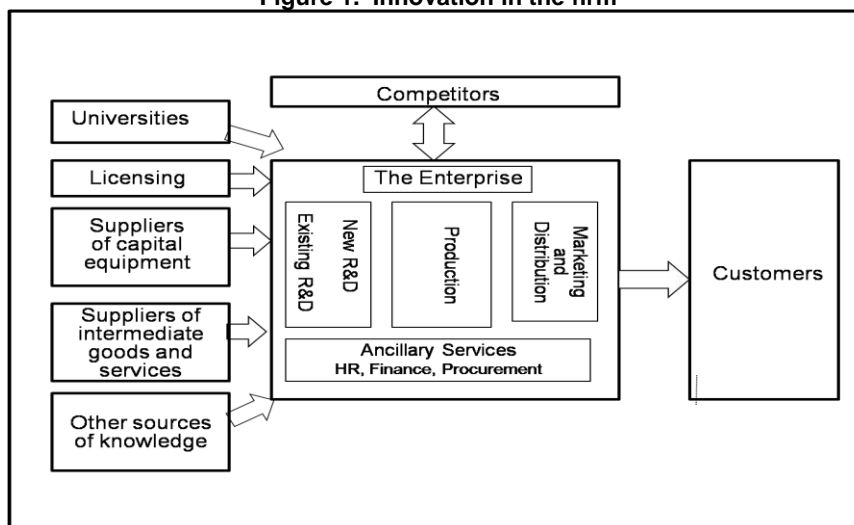 Figure 1. Innovation in the firm
Competitors
Universities
Licensing
Suppliers
of capital
equipment
Suppliers of
intermediate
goods and
services
Other sources
of knowledge
The Enterprise
New R&D
Existing R&D
Production
Marketing
and
Distribution
Ancillary Services
HR, Finance, Procurement
Customers